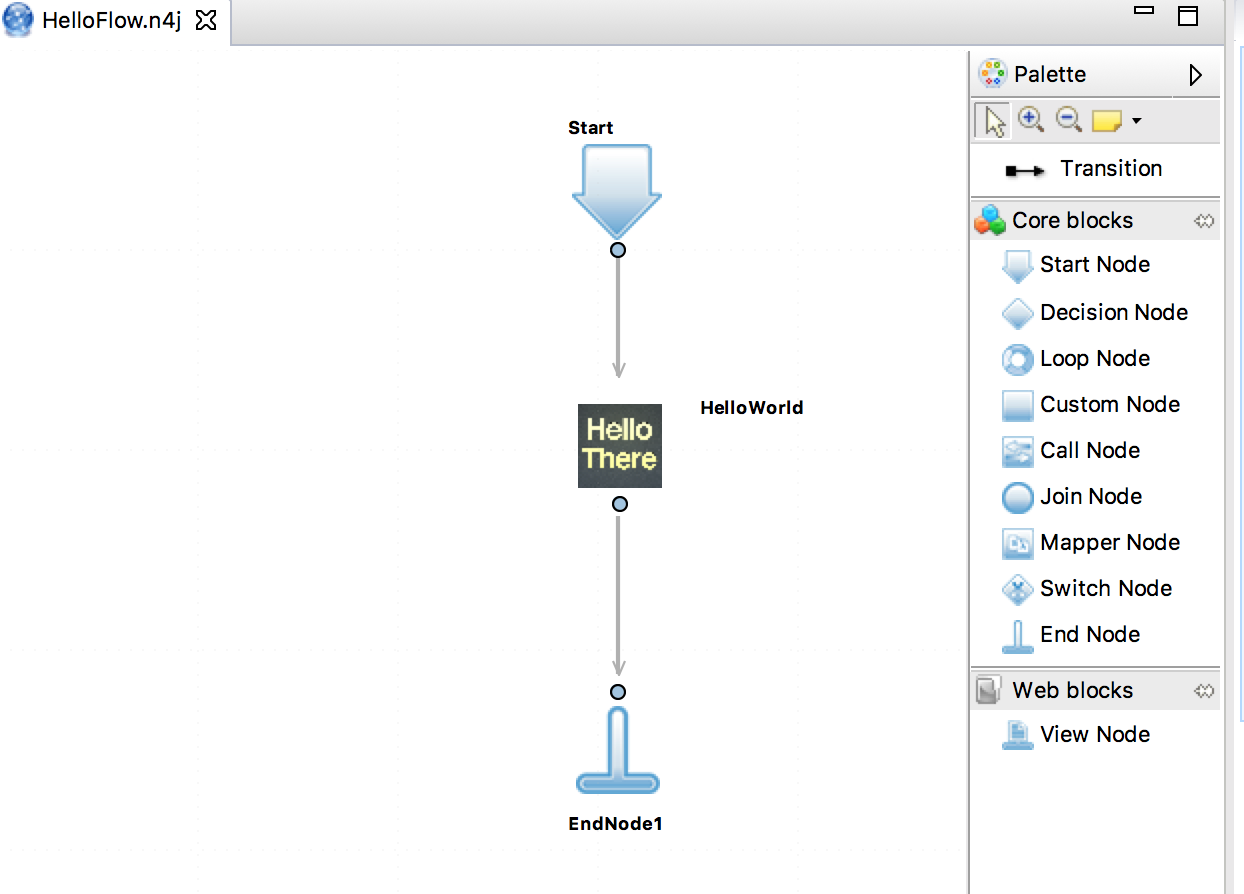 HelloFlow.n4j
Start
HelloWorld
Hello
There
EndNode1
Palette
Transition
Core blocks
Start Node
Decision Node
Loop Node
Custom Node
Call Node
Join Node
Mapper Node
Switch Node
End Node
Web blocks
View Node